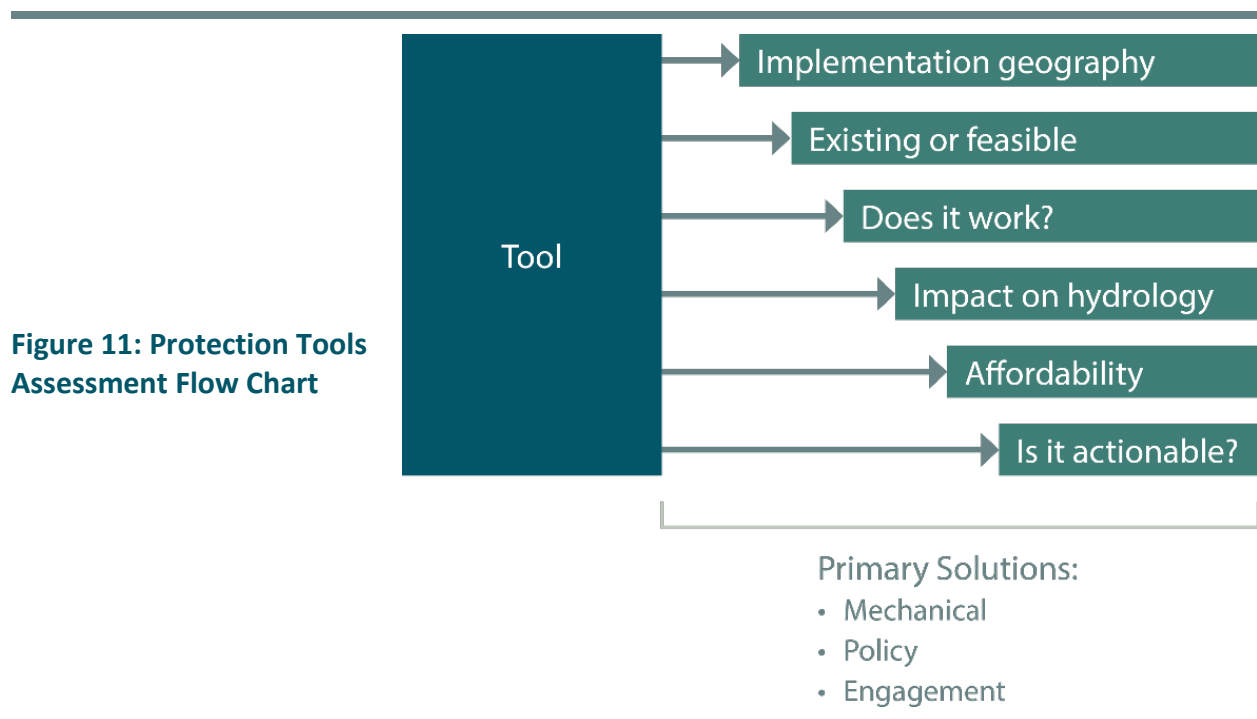 Implementation geography
Existing or feasible
Does it work?
Tool
Impact on hydrology
Figure 11: Protection Tools
Assessment Flow Chart
Affordability
Is it actionable?
Primary Solutions:
• Mechanical
• Policy
• Engagement